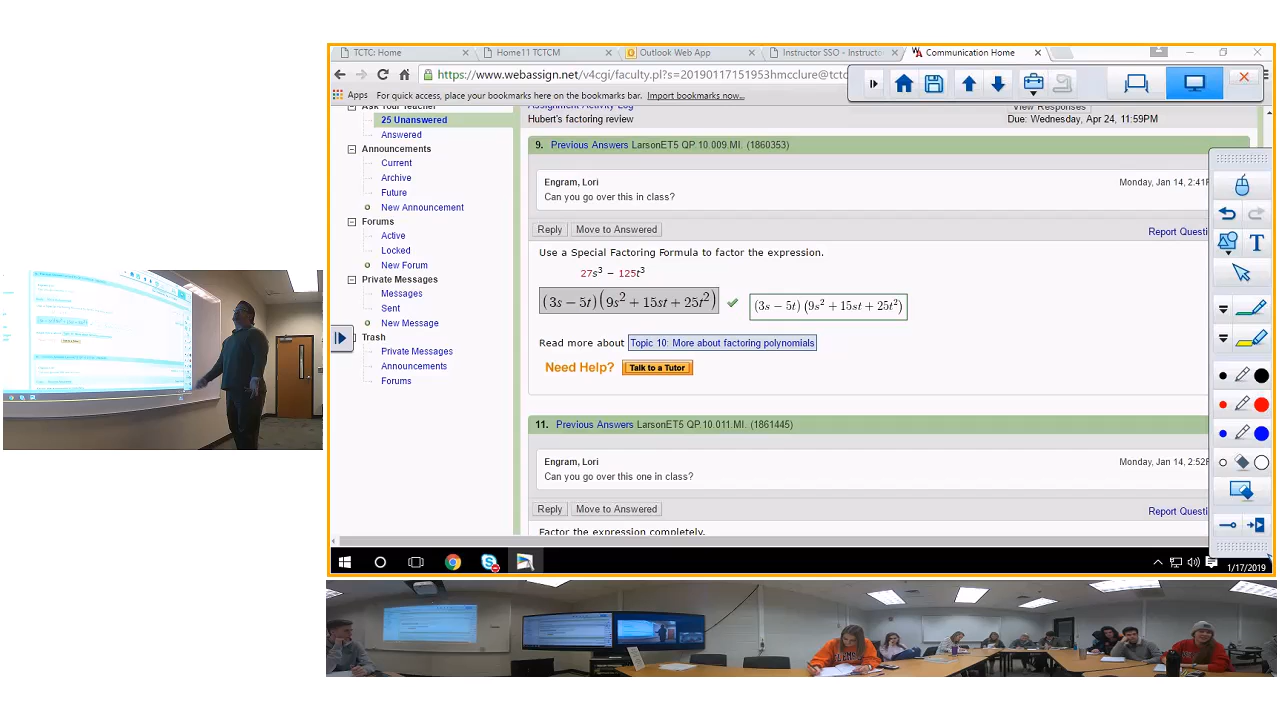 TCTC: Home
Home11 TCTCM
Outlook Web App
Instructor SSO - Instructo
Communication Home
https://www.webassign.net/v4cgi/faculty.pl?s=20190117151953hmcclure@tctc
Apps For quick access, place your bookmarks here on the bookmarks bar. Import bookmarks now...
Ask Your Teacher
25 Unanswered
Answered
Announcements
Current
Archive
Future
New Announcement
Forums
Active
Locked
New Forum
Private Messages
Messages
Sent
New Message
Trash
Private Messages
Announcements
Forums
Assignment Activity Log
View Responses
Hubert's factoring review
Due: Wednesday, Apr 24, 11:59PM
9. Previous Answers LarsonET5 QP.10.009.MI. (1860353)
Engram, Lori
Monday, Jan 14, 2:41P
Can you go over this in class?
Reply Move to Answered
Report Questi
Use a Special Factoring Formula to factor the expression.
27s³ − 125t³
(3s − 5t)(9s² + 15st + 25t²)
(3s − 5t)(9s² + 15st + 25t²)
Read more about Topic 10: More about factoring polynomials
Need Help? Talk to a Tutor
11. Previous Answers LarsonET5 QP.10.011.MI. (1861445)
Engram, Lori
Monday, Jan 14, 2:52P
Can you go over this one in class?
Reply Move to Answered
Report Questi
Factor the expression completely.
T
1/17/2019